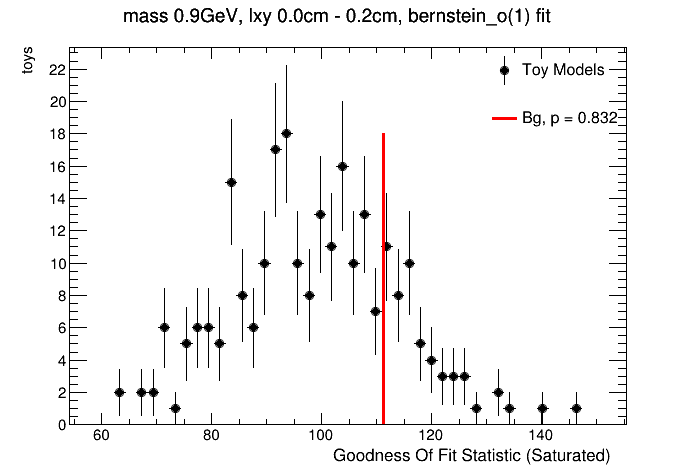 mass 0.9GeV, lxy 0.0cm - 0.2cm, bernstein_o(1) fit
toys
22
20
18
16
14
12
10
8
6
4
2
0
Toy Models
Bg, p = 0.832
60 80 100 120 140
Goodness Of Fit Statistic (Saturated)